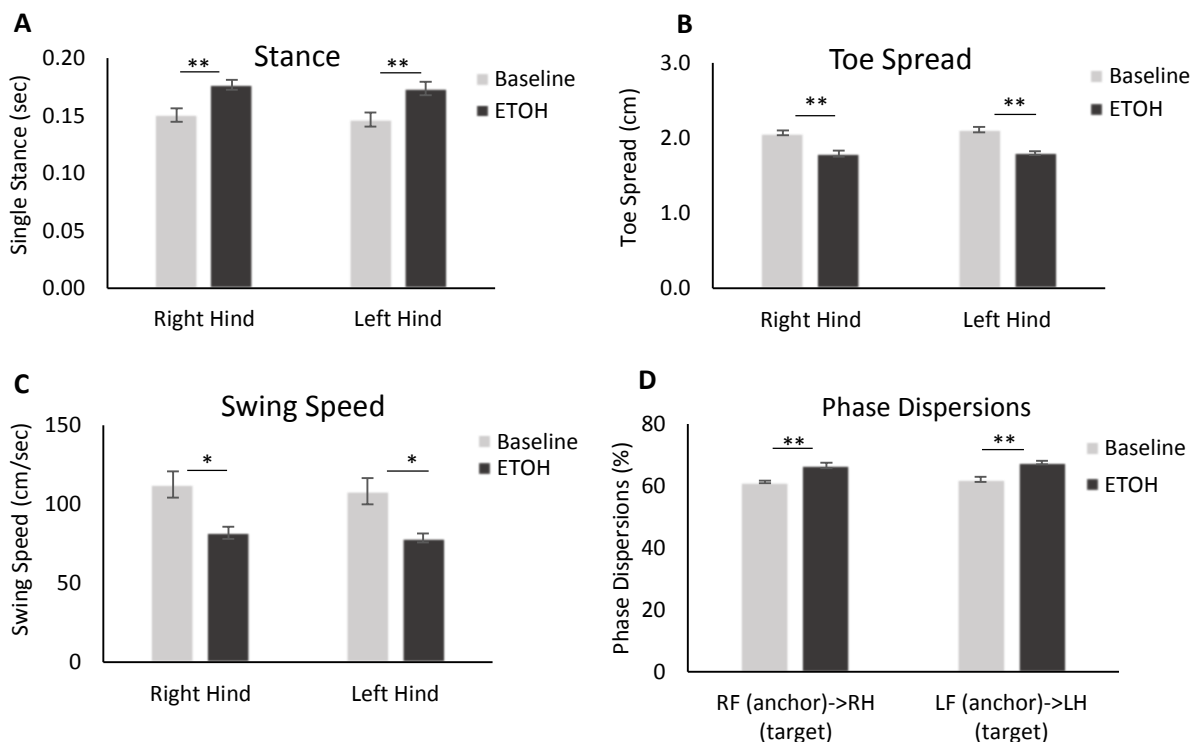 A
Stance
Single Stance (sec)
0.20
0.15
0.10
0.05
0.00
**
**
Baseline
ETOH
Right Hind
Left Hind
B
Toe Spread
Toe Spread (cm)
3.0
2.0
1.0
0.0
**
**
Baseline
ETOH
Right Hind
Left Hind
C
Swing Speed
Swing Speed (cm/sec)
150
100
50
0
*
*
Baseline
ETOH
Right Hind
Left Hind
D
Phase Dispersions
Phase Dispersions (%)
80
60
40
20
0
**
**
Baseline
ETOH
RF (anchor)->RH
(target)
LF (anchor)->LH
(target)